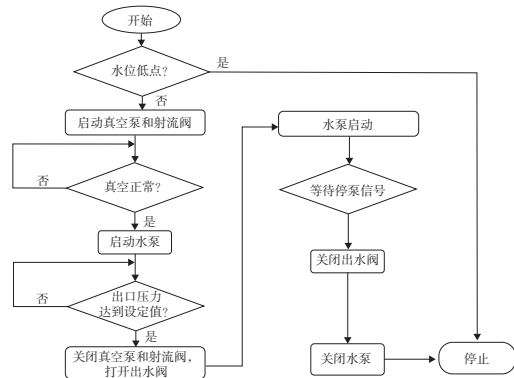 开始
水位低点?
是
否
启动真空泵和射流阀
否
真空正常?
是
启动水泵
否
出口压力
达到设定值?
是
关闭真空泵和射流阀,
打开出水阀
水泵启动
等待停泵信号
关闭出水阀
关闭水泵
停止